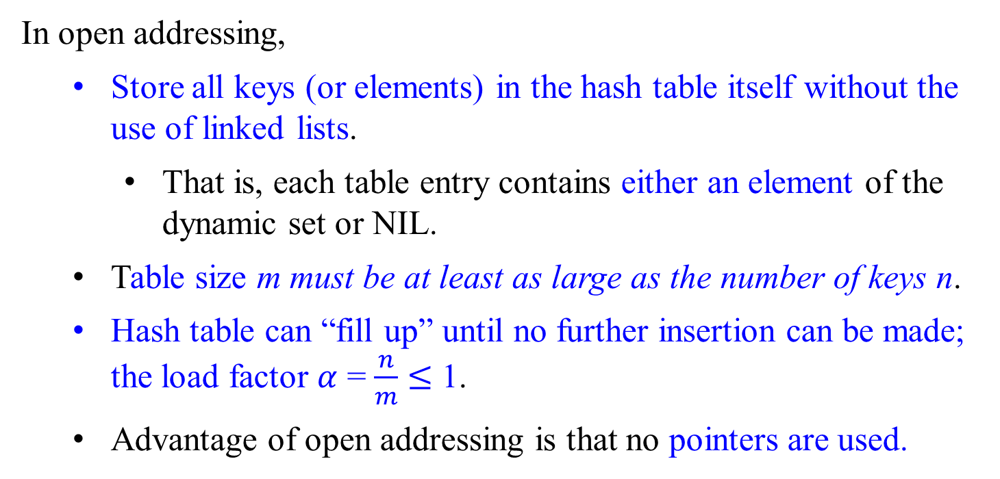 In open addressing,
• Store all keys (or elements) in the hash table itself without the
use of linked lists.
• That is, each table entry contains either an element of the
dynamic set or NIL.
• Table size m must be at least as large as the number of keys n.
• Hash table can “fill up” until no further insertion can be made;
the load factor α = n/m ≤ 1.
• Advantage of open addressing is that no pointers are used.